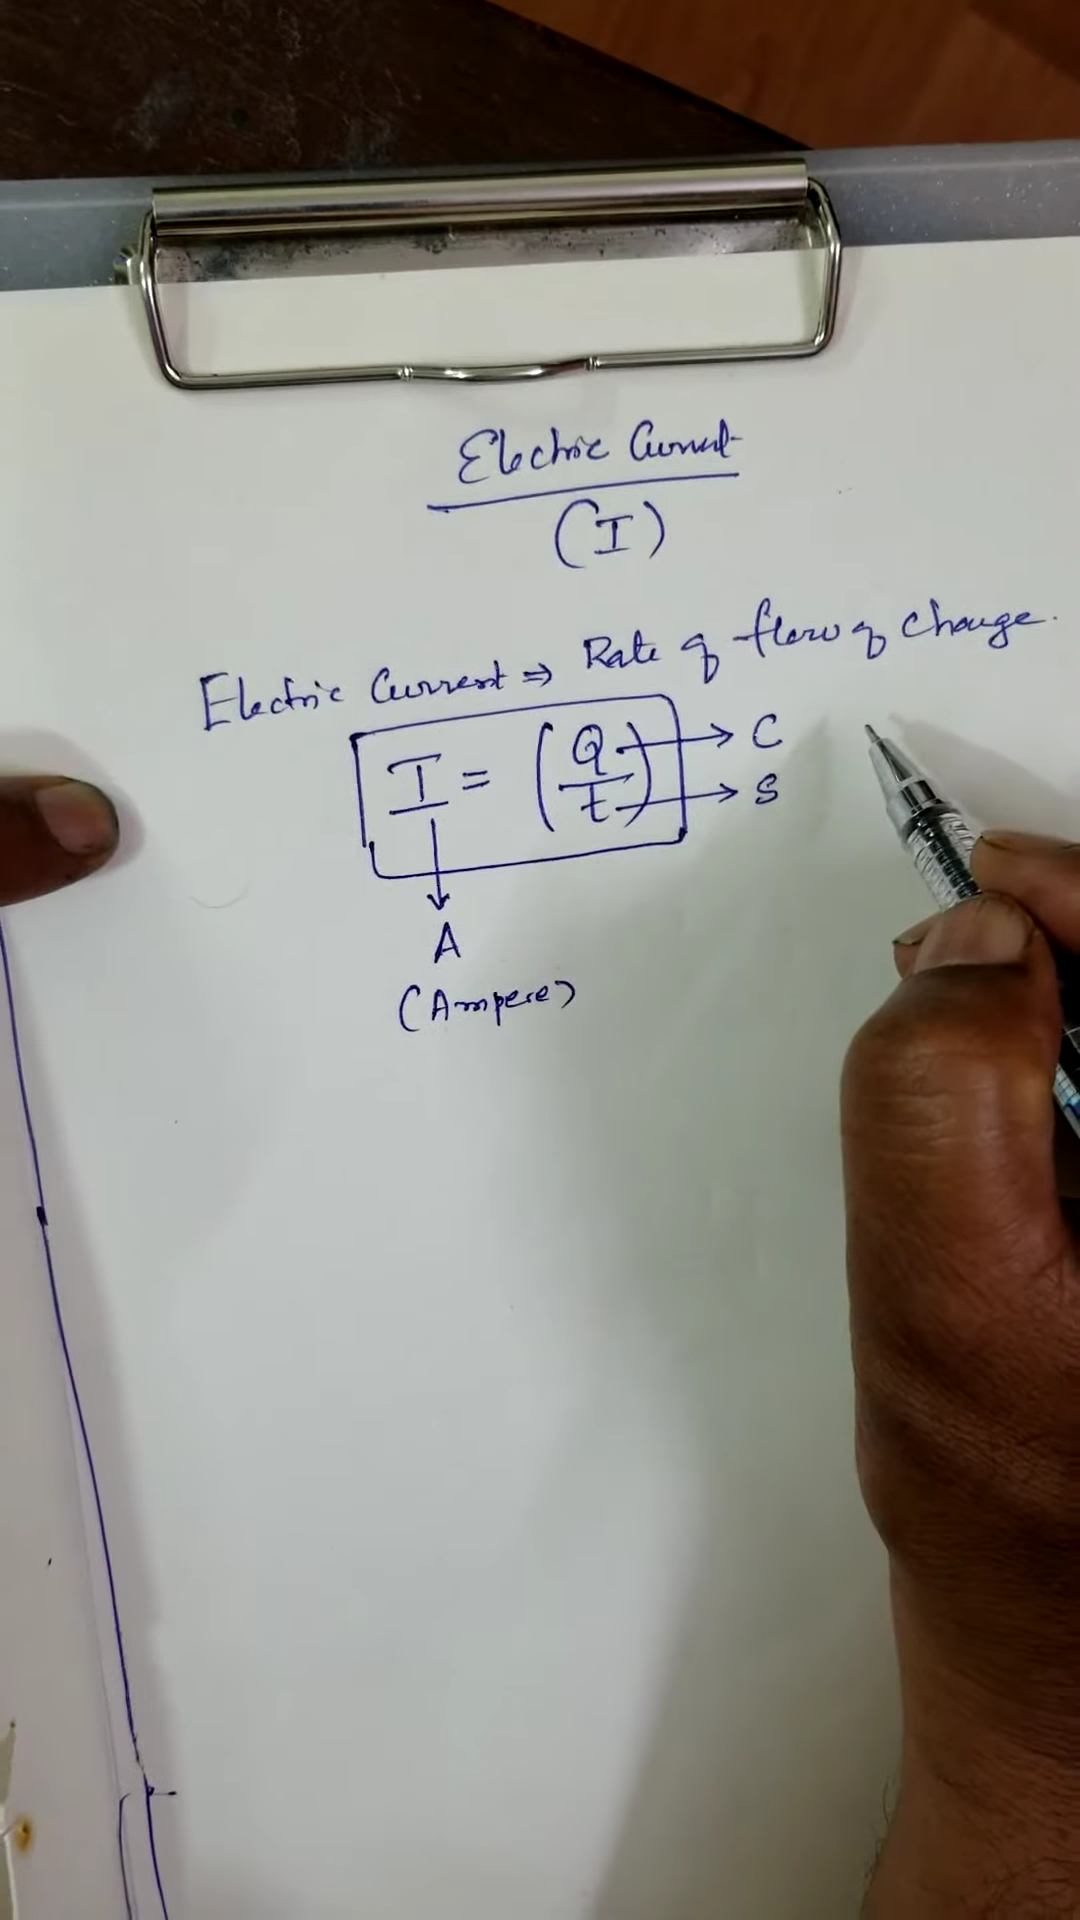 Electric Current
(I)
Electric Current ⇒ Rate of flow of charge.
I = (Q/t) → C
→ S
A
(Ampere)